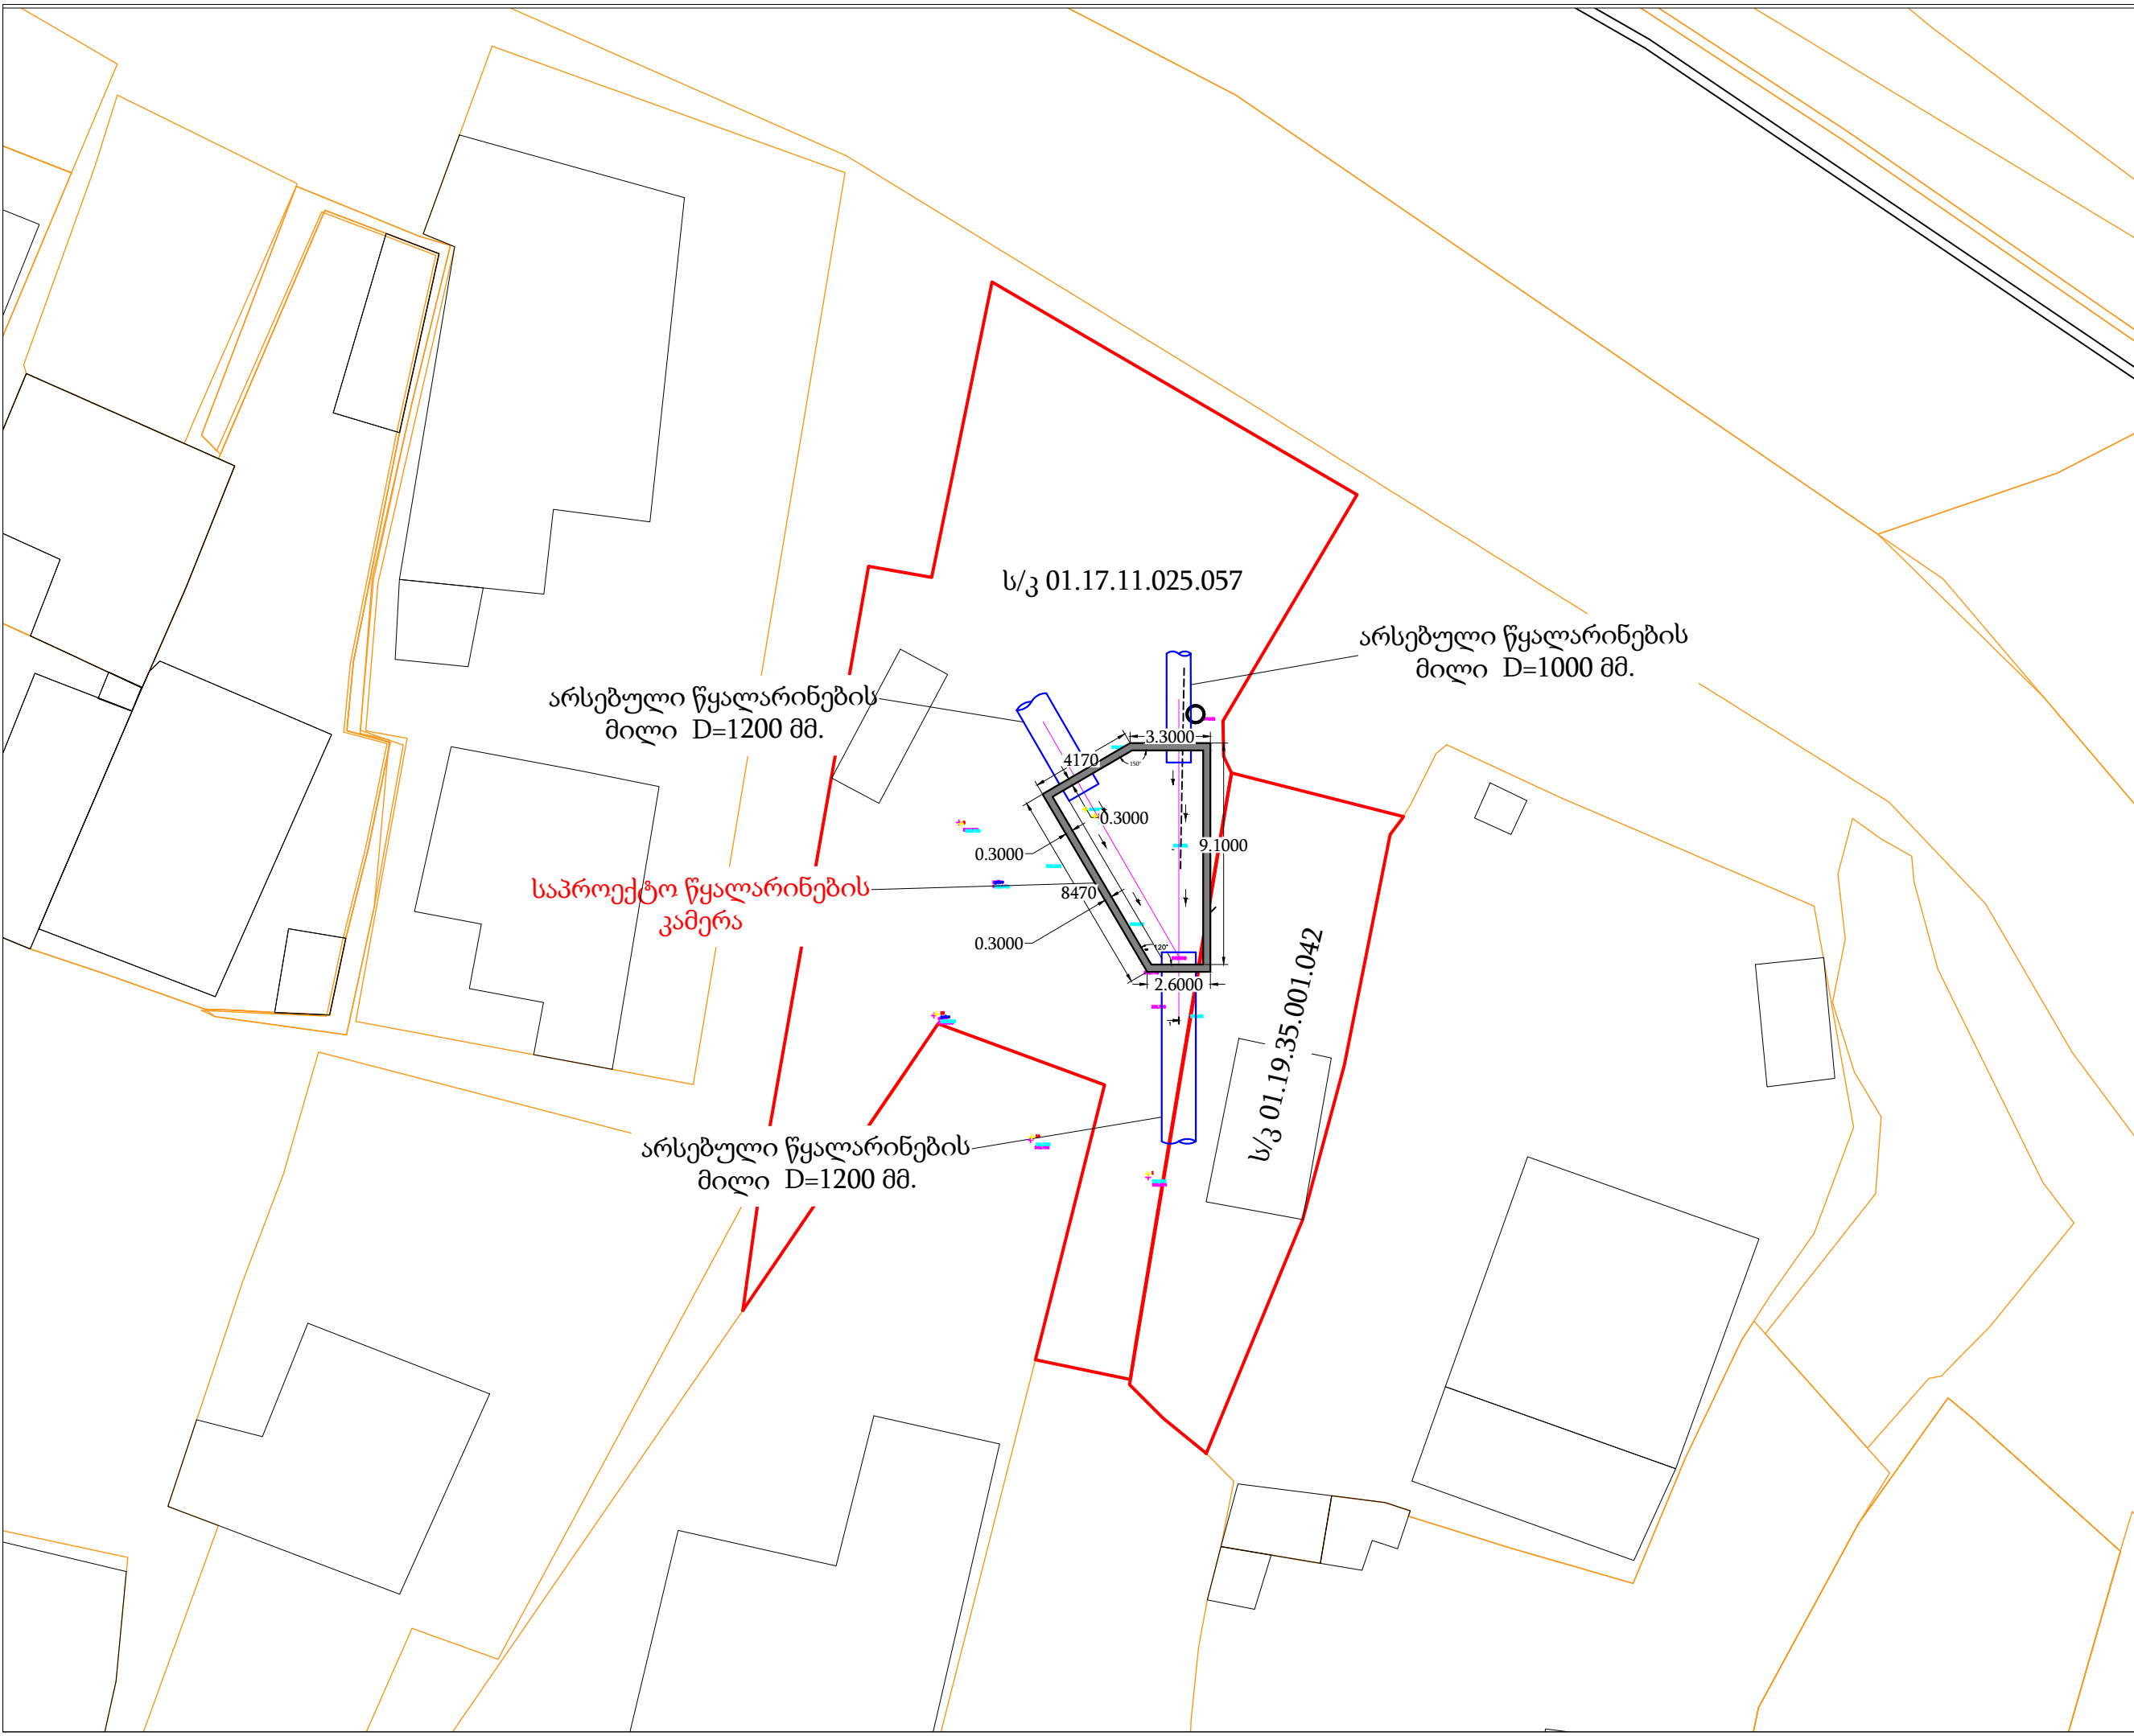 ს/კ 01.17.11.025.057
არსებული წყალარინების
მილი D=1000 მმ.
არსებული წყალარინების
მილი D=1200 მმ.
3.3000
4170
150°
0.3000
0.3000
9.1000
საპროექტო წყალარინების
კამერა
8470
0.3000
120°
2.6000
ს/კ 01.19.35.001.042
არსებული წყალარინების
მილი D=1200 მმ.